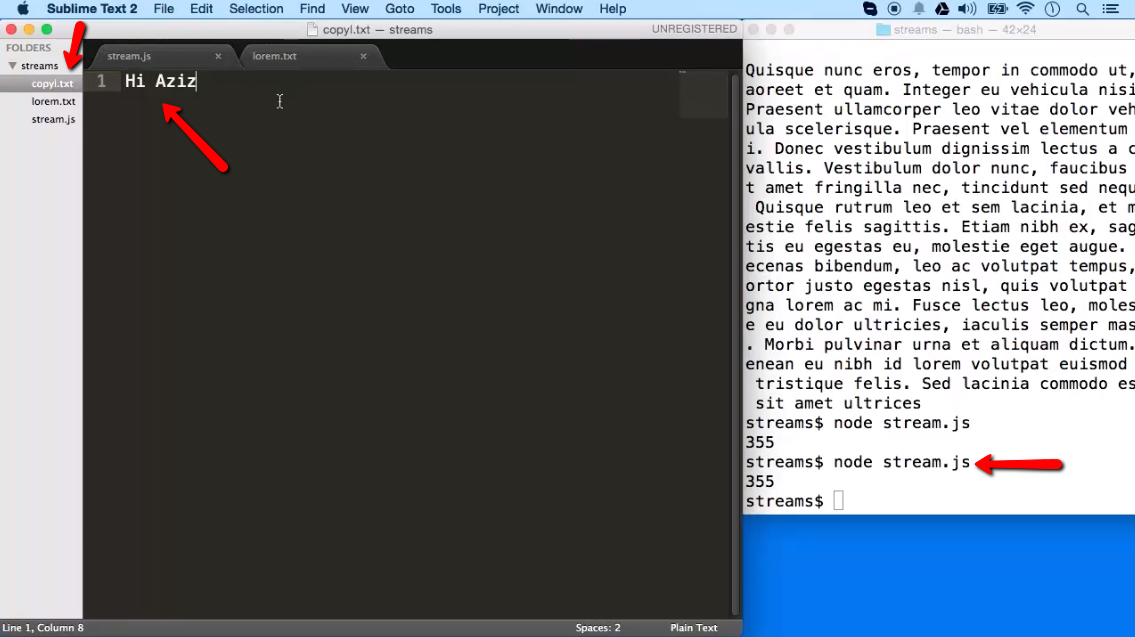 Sublime Text 2 File Edit Selection Find View Goto Tools Project Window Help
copyl.txt — streams
UNREGISTERED
FOLDERS
streams
copyl.txt
lorem.txt
stream.js
stream.js
lorem.txt
1 Hi Aziz
Line 1, Column 8
Spaces: 2
Plain Text
streams — bash — 42×24
Quisque nunc eros, tempor in commodo ut,
aoreet et quam. Integer eu vehicula nisi
Praesent ullamcorper leo vitae dolor veh
ula scelerisque. Praesent vel elementum
i. Donec vestibulum dignissim lectus a c
vallis. Vestibulum dolor nunc, faucibus
t amet fringilla nec, tincidunt sed nequ
Quisque rutrum leo et sem lacinia, et m
estie felis sagittis. Etiam nibh ex, sag
tis eu egestas eu, molestie eget augue.
ecenas bibendum, leo ac volutpat tempus,
ortor justo egestas nisl, quis volutpat
gna lorem ac mi. Fusce lectus leo, moles
e eu dolor ultricies, iaculis semper mas
. Morbi pulvinar urna et aliquam dictum.
enean eu nibh id lorem volutpat euismod
tristique felis. Sed lacinia commodo es
sit amet ultrices
streams$ node stream.js
355
streams$ node stream.js
355
streams$